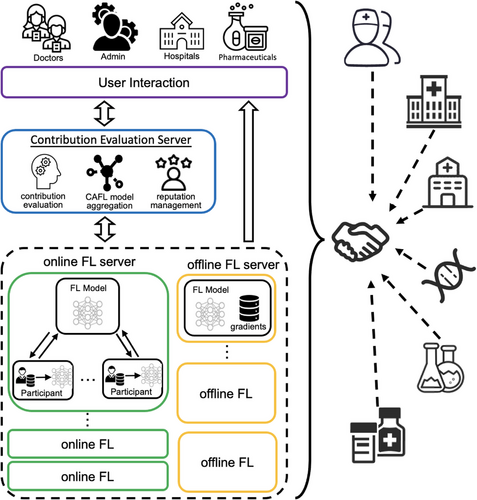 Doctors
Admin
Hospitals
Pharmaceuticals
User Interaction
Contribution Evaluation Server
contribution
evaluation
CAFL model
aggregation
reputation
management
online FL server
offline FL server
FL Model
FL Model
gradients
Participant
...
Participant
offline FL
online FL
online FL
offline FL